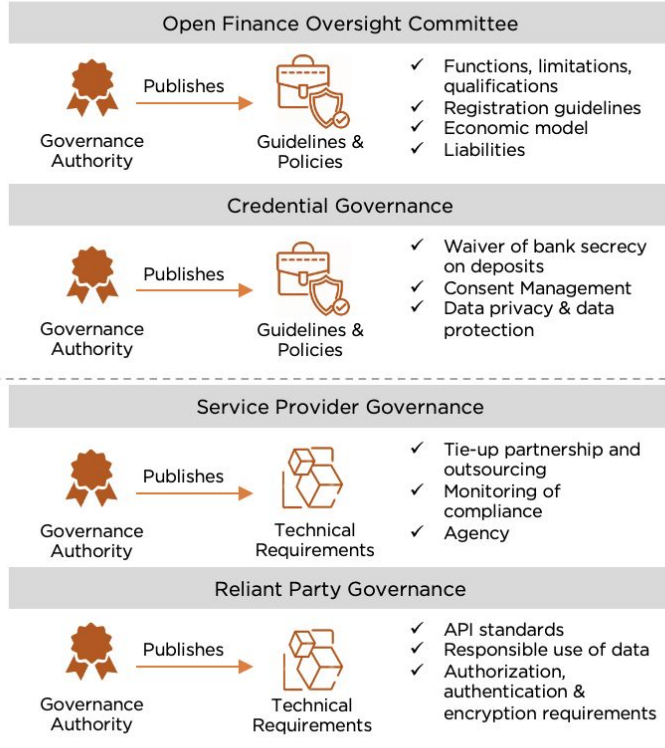 Open Finance Oversight Committee
Publishes
Governance
Authority
Guidelines &
Policies
✓ Functions, limitations,
qualifications
✓ Registration guidelines
✓ Economic model
✓ Liabilities
Credential Governance
Publishes
Governance
Authority
Guidelines &
Policies
✓ Waiver of bank secrecy
on deposits
✓ Consent Management
✓ Data privacy & data
protection
Service Provider Governance
Publishes
Governance
Authority
Technical
Requirements
✓ Tie-up partnership and
outsourcing
✓ Monitoring of
compliance
✓ Agency
Reliant Party Governance
Publishes
Governance
Authority
Technical
Requirements
✓ API standards
✓ Responsible use of data
✓ Authorization,
authentication &
encryption requirements